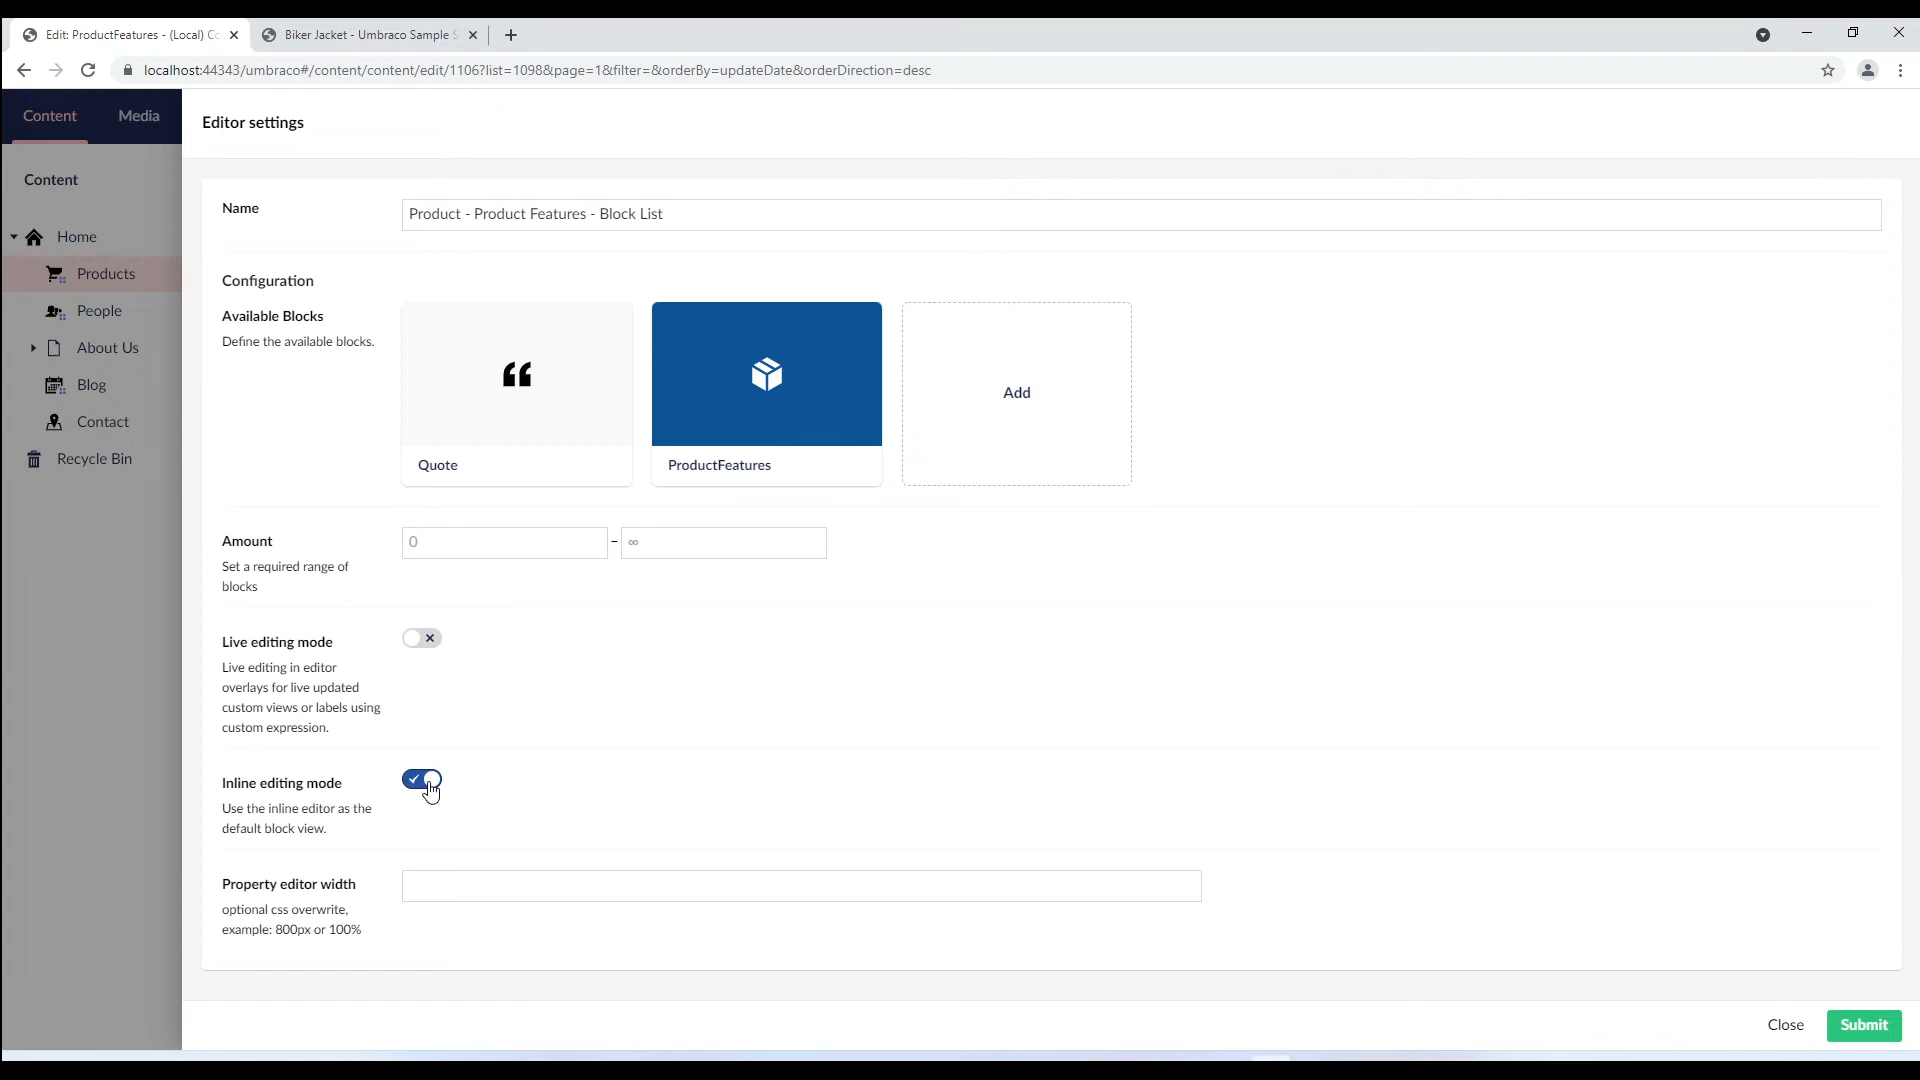 Edit: ProductFeatures - (Local) Co
Biker Jacket - Umbraco Sample S
localhost:44343/umbraco#/content/content/edit/1106?list=1098&page=1&filter=&orderBy=updateDate&orderDirection=desc
Content
Media
Editor settings
Content
Home
Products
People
About Us
Blog
Contact
Recycle Bin
Name
Product - Product Features - Block List
Configuration
Available Blocks
Define the available blocks.
Quote
ProductFeatures
Add
Amount
Set a required range of
blocks
0
-
∞
Live editing mode
Live editing in editor
overlays for live updated
custom views or labels using
custom expression.
Inline editing mode
Use the inline editor as the
default block view.
Property editor width
optional css overwrite,
example: 800px or 100%
Close
Submit